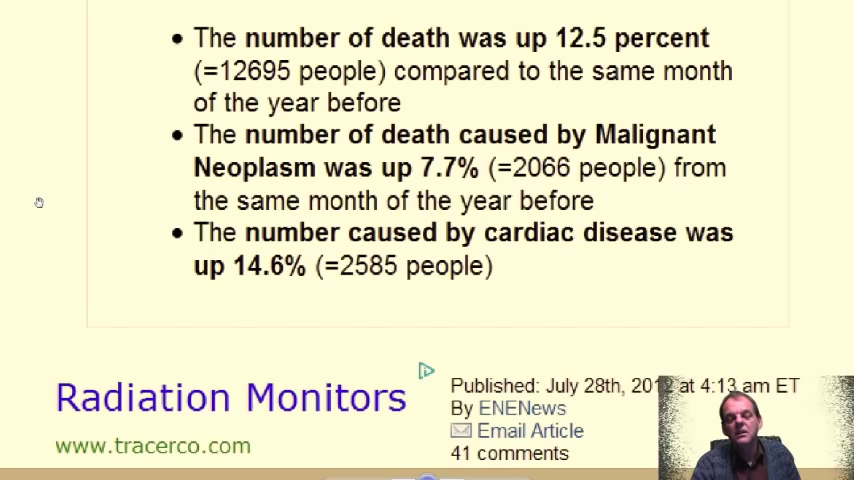 The number of death was up 12.5 percent
(=12695 people) compared to the same month
of the year before
The number of death caused by Malignant
Neoplasm was up 7.7% (=2066 people) from
the same month of the year before
The number caused by cardiac disease was
up 14.6% (=2585 people)
Radiation Monitors
www.tracerco.com
Published: July 28th, 2012 at 4:13 am ET
By ENENews
Email Article
41 comments